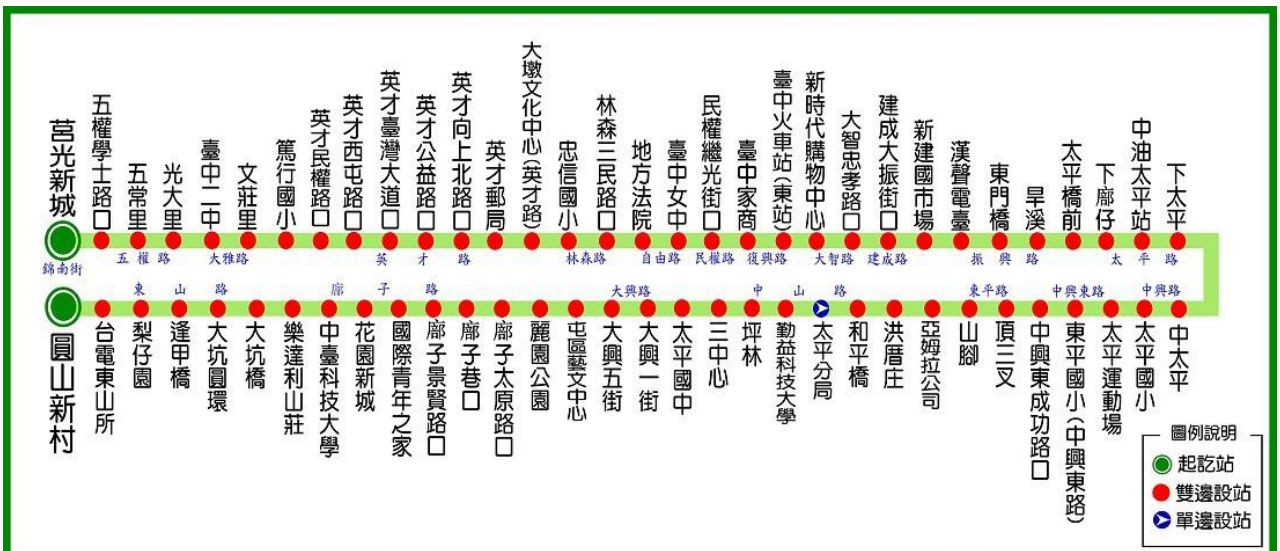 莒光新城
五權學士路口
五常里
光大里
臺中二中
文莊里
篤行國小
英才民權路口
英才西屯路口
英才臺灣大道口
英才公益路口
英才向上北路口
英才郵局
大墩文化中心(英才路)
忠信國小
林森三民路口
地方法院
臺中女中
民權繼光街口
臺中家商
臺中火車站(東站)
新時代購物中心
大智忠孝路口
建成大振街口
新建國市場
漢聲電臺
東門橋
旱溪
太平橋前
下廍仔
中油太平站
下太平
錦南街
五權路
大雅路
英才路
林森路
自由路
民權路
復興路
大智路
建成路
振興路
太平路
東山路
廍子路
大興路
中山路
東平路
中興東路
中興路
圓山新村
台電東山所
梨仔園
逢甲橋
大坑圓環
大坑橋
樂達利山莊
中臺科技大學
花園新城
國際青年之家
廍子景賢路口
廍子巷口
廍子太原路口
麗園公園
屯區藝文中心
大興五街
大興一街
太平國中
三中心
坪林
勤益科技大學
太平分局
和平橋
洪厝庄
亞姆拉公司
山腳
頂三叉
中興東成功路口
東平國小(中興東路)
太平運動場
太平國小
中太平
圖例說明
起訖站
雙邊設站
單邊設站